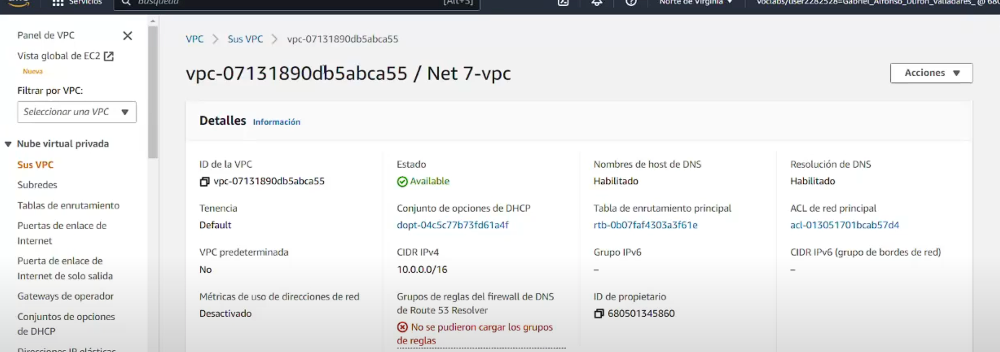 Servicios
Búsqueda
[Alt+S]
Norte de Virginia
voclabs/user2282528=Gabriel_Alfonso_Duron_Valladares_ @ 680
Panel de VPC
Vista global de EC2
Nueva
Filtrar por VPC:
Seleccionar una VPC
Nube virtual privada
Sus VPC
Subredes
Tablas de enrutamiento
Puertas de enlace de
Internet
Puerta de enlace de
Internet de solo salida
Gateways de operador
Conjuntos de opciones
de DHCP
Direcciones IP elásticas
VPC > Sus VPC > vpc-07131890db5abca55
vpc-07131890db5abca55 / Net 7-vpc
Acciones
Detalles Información
ID de la VPC
vpc-07131890db5abca55
Estado
Available
Nombres de host de DNS
Habilitado
Resolución de DNS
Habilitado
Tenencia
Default
Conjunto de opciones de DHCP
dopt-04c5c77b73fd61a4f
Tabla de enrutamiento principal
rtb-0b07faf4303a3f61e
ACL de red principal
acl-013051701bcab57d4
VPC predeterminada
No
CIDR IPv4
10.0.0.0/16
Grupo IPv6
–
CIDR IPv6 (grupo de bordes de red)
–
Métricas de uso de direcciones de red
Desactivado
Grupos de reglas del firewall de DNS
de Route 53 Resolver
No se pudieron cargar los grupos
de reglas
ID de propietario
680501345860